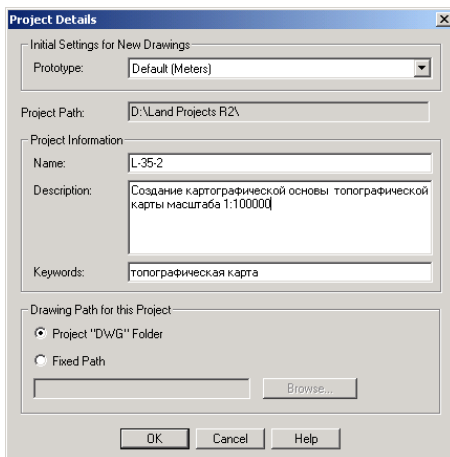 Project Details
Initial Settings for New Drawings
Prototype: Default (Meters)
Project Path: D:\Land Projects R2\
Project Information
Name: L-35-2
Description: Создание картографической основы топографической
карты масштаба 1:100000
Keywords: топографическая карта
Drawing Path for this Project
Project "DWG" Folder
Fixed Path
Browse...
OK Cancel Help